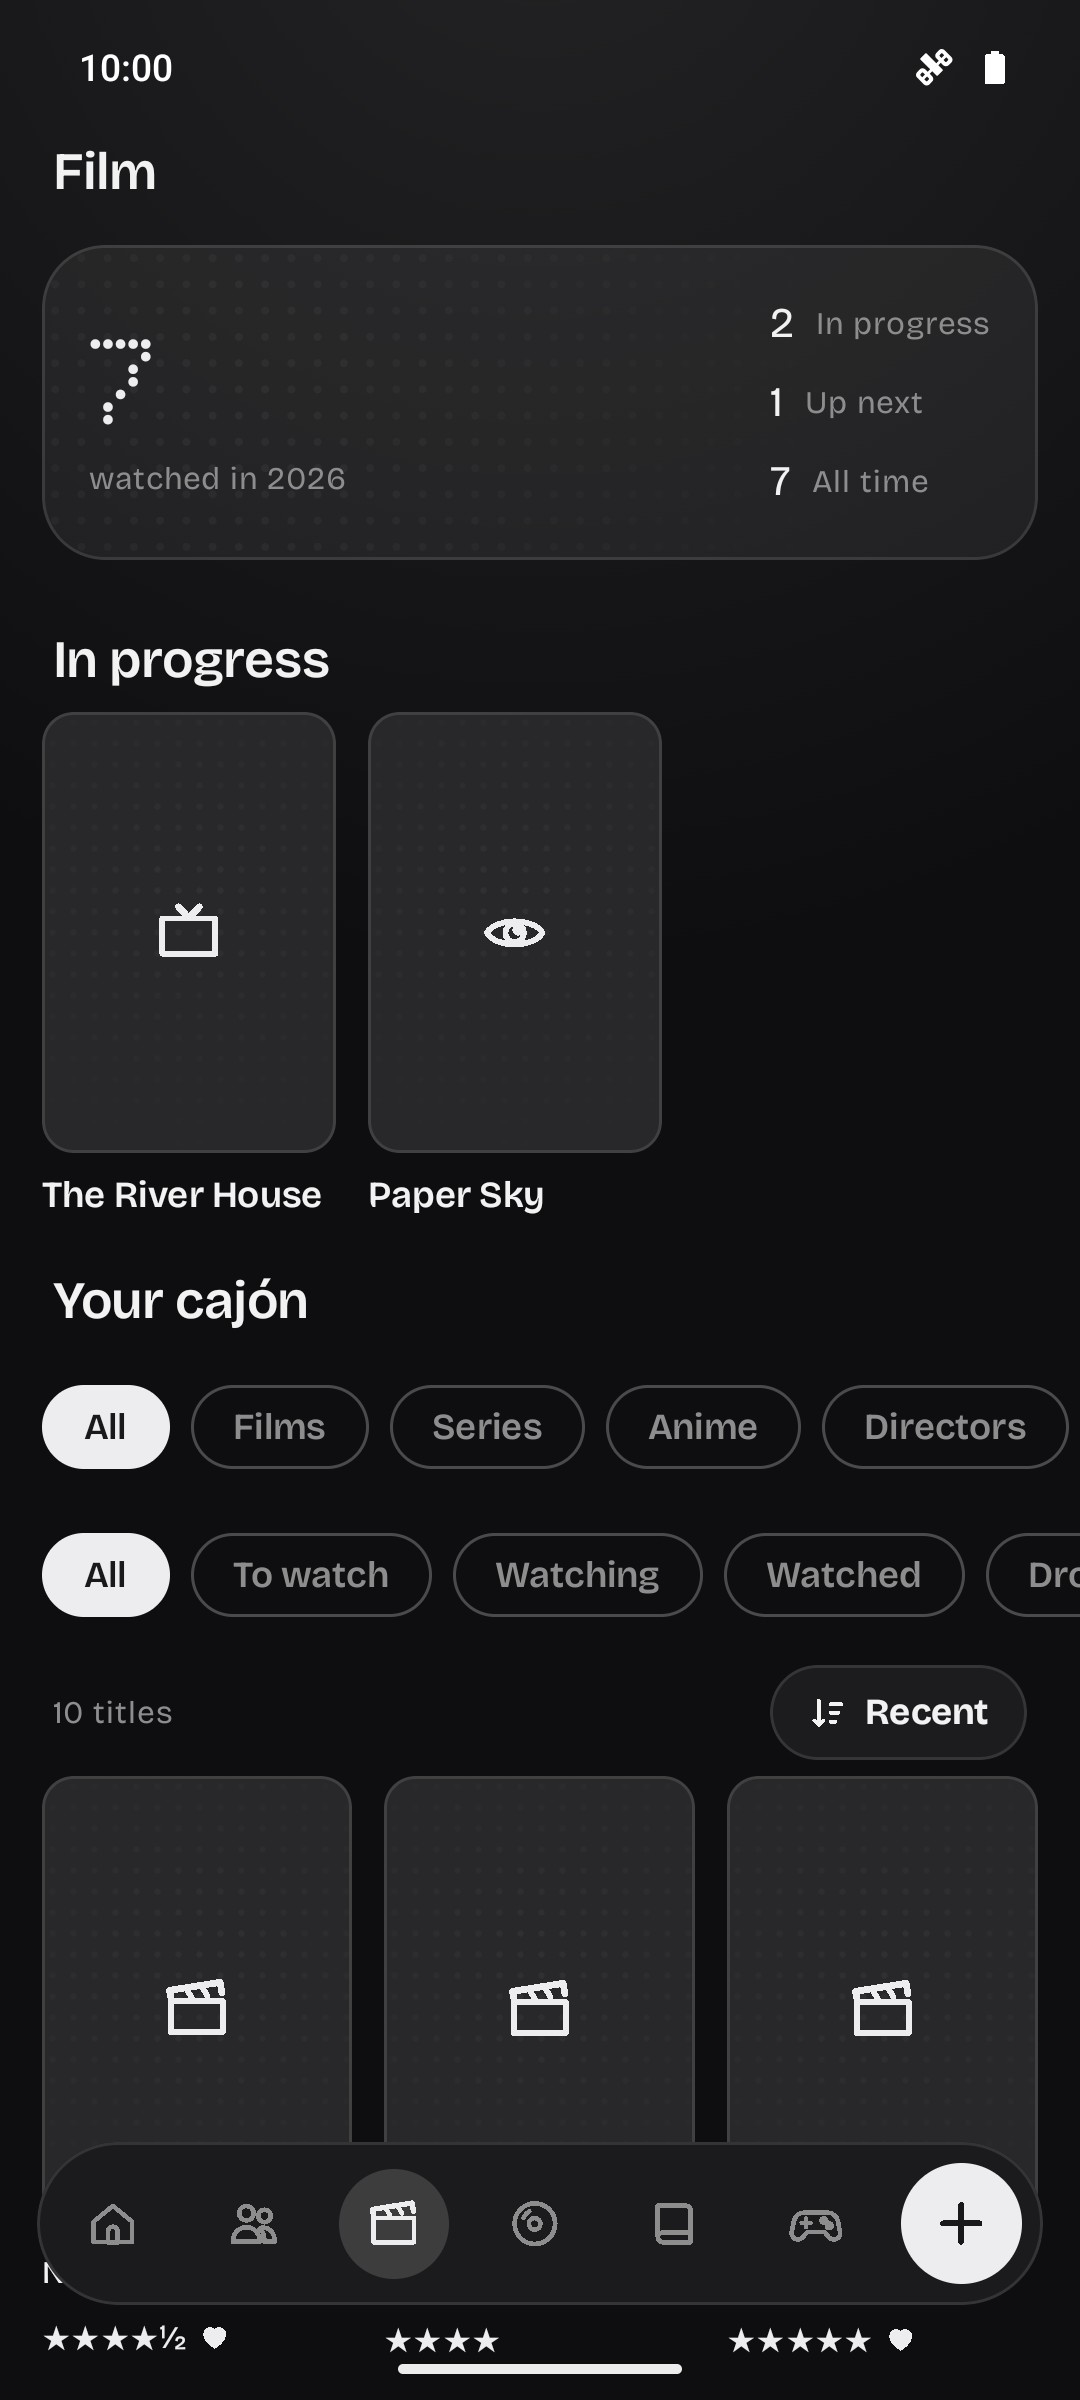 10:00
Film
7
watched in 2026
2 In progress
1 Up next
7 All time
In progress
The River House
Paper Sky
Your cajón
All
Films
Series
Anime
Directors
All
To watch
Watching
Watched
10 titles
Recent
★★★★½
★★★★
★★★★★